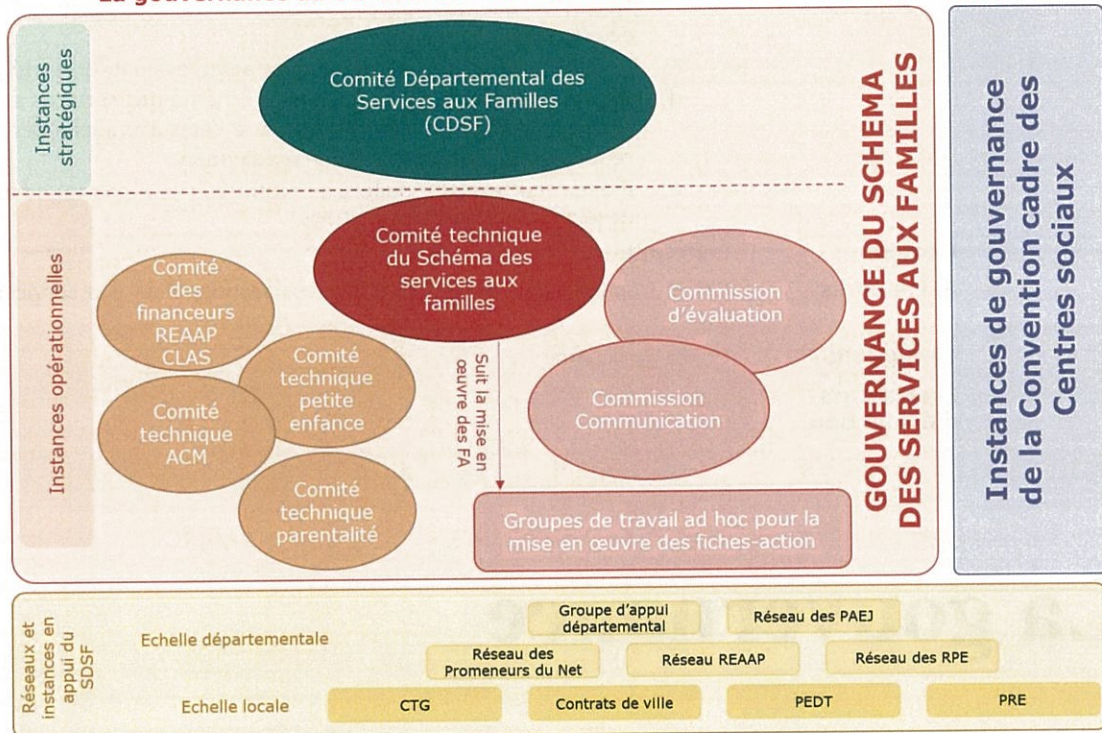 La gouvernance du
Instances
stratégiques
Comité Départemental des
Services aux Familles
(CDSF)
Instances opérationnelles
Comité technique
du Schéma des
services aux
familles
Comité
des
financeurs
REAAP
CLAS
Comité
technique
petite
enfance
Comité
technique
ACM
Comité
technique
parentalité
Suit la mise en
œuvre des FA
Commission
d'évaluation
Commission
Communication
Groupes de travail ad hoc pour la
mise en œuvre des fiches-action
GOUVERNANCE DU SCHEMA
DES SERVICES AUX FAMILLES
Instances de gouvernance
de la Convention cadre des
Centres sociaux
Réseaux et
instances en
appui du
SDSF
Echelle départementale
Groupe d'appui
départemental
Réseau des PAEJ
Réseau des
Promeneurs du Net
Réseau REAAP
Réseau des RPE
Echelle locale
CTG
Contrats de ville
PEDT
PRE